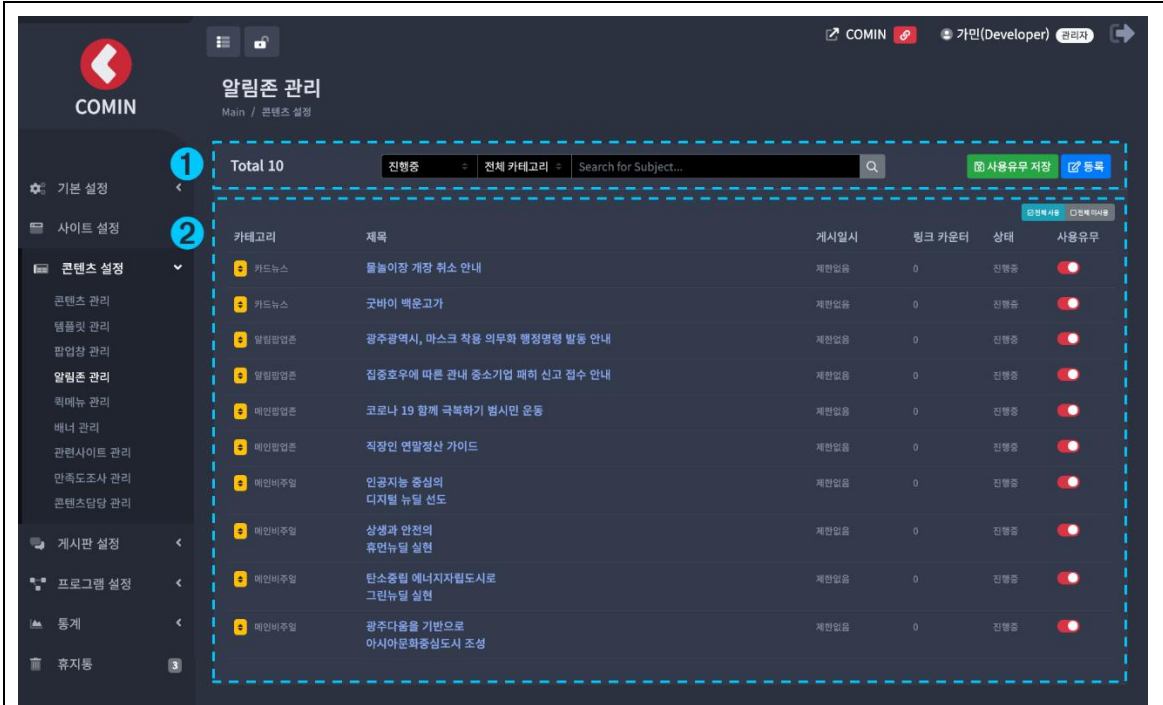 COMIN
가민(Developer)
관리자
COMIN
알림존 관리
Main / 콘텐츠 설정
1
Total 10
진행중
전체 카테고리
Search for Subject...
사용유무 저장
등록
기본 설정
사이트 설정
콘텐츠 설정
콘텐츠 관리
템플릿 관리
팝업창 관리
알림존 관리
퀵메뉴 관리
배너 관리
관련사이트 관리
만족도조사 관리
콘텐츠담당 관리
게시판 설정
프로그램 설정
통계
휴지통 3
2
전체 사용 전체 미사용
카테고리 제목 게시일시 링크 카운터 상태 사용유무
카드뉴스 물놀이장 개장 취소 안내 제한없음 0 진행중
카드뉴스 굿바이 백운고가 제한없음 0 진행중
알림팝업존 광주광역시, 마스크 착용 의무화 행정명령 발동 안내 제한없음 0 진행중
알림팝업존 집중호우에 따른 관내 중소기업 패히 신고 접수 안내 제한없음 0 진행중
메인팝업존 코로나 19 함께 극복하기 범시민 운동 제한없음 0 진행중
메인팝업존 직장인 연말정산 가이드 제한없음 0 진행중
메인비주얼 인공지능 중심의 제한없음 0 진행중
디지털 뉴딜 선도
메인비주얼 상생과 안전의 제한없음 0 진행중
휴먼뉴딜 실현
메인비주얼 탄소중립 에너지자립도시로 제한없음 0 진행중
그린뉴딜 실현
메인비주얼 광주다움을 기반으로 제한없음 0 진행중
아시아문화중심도시 조성